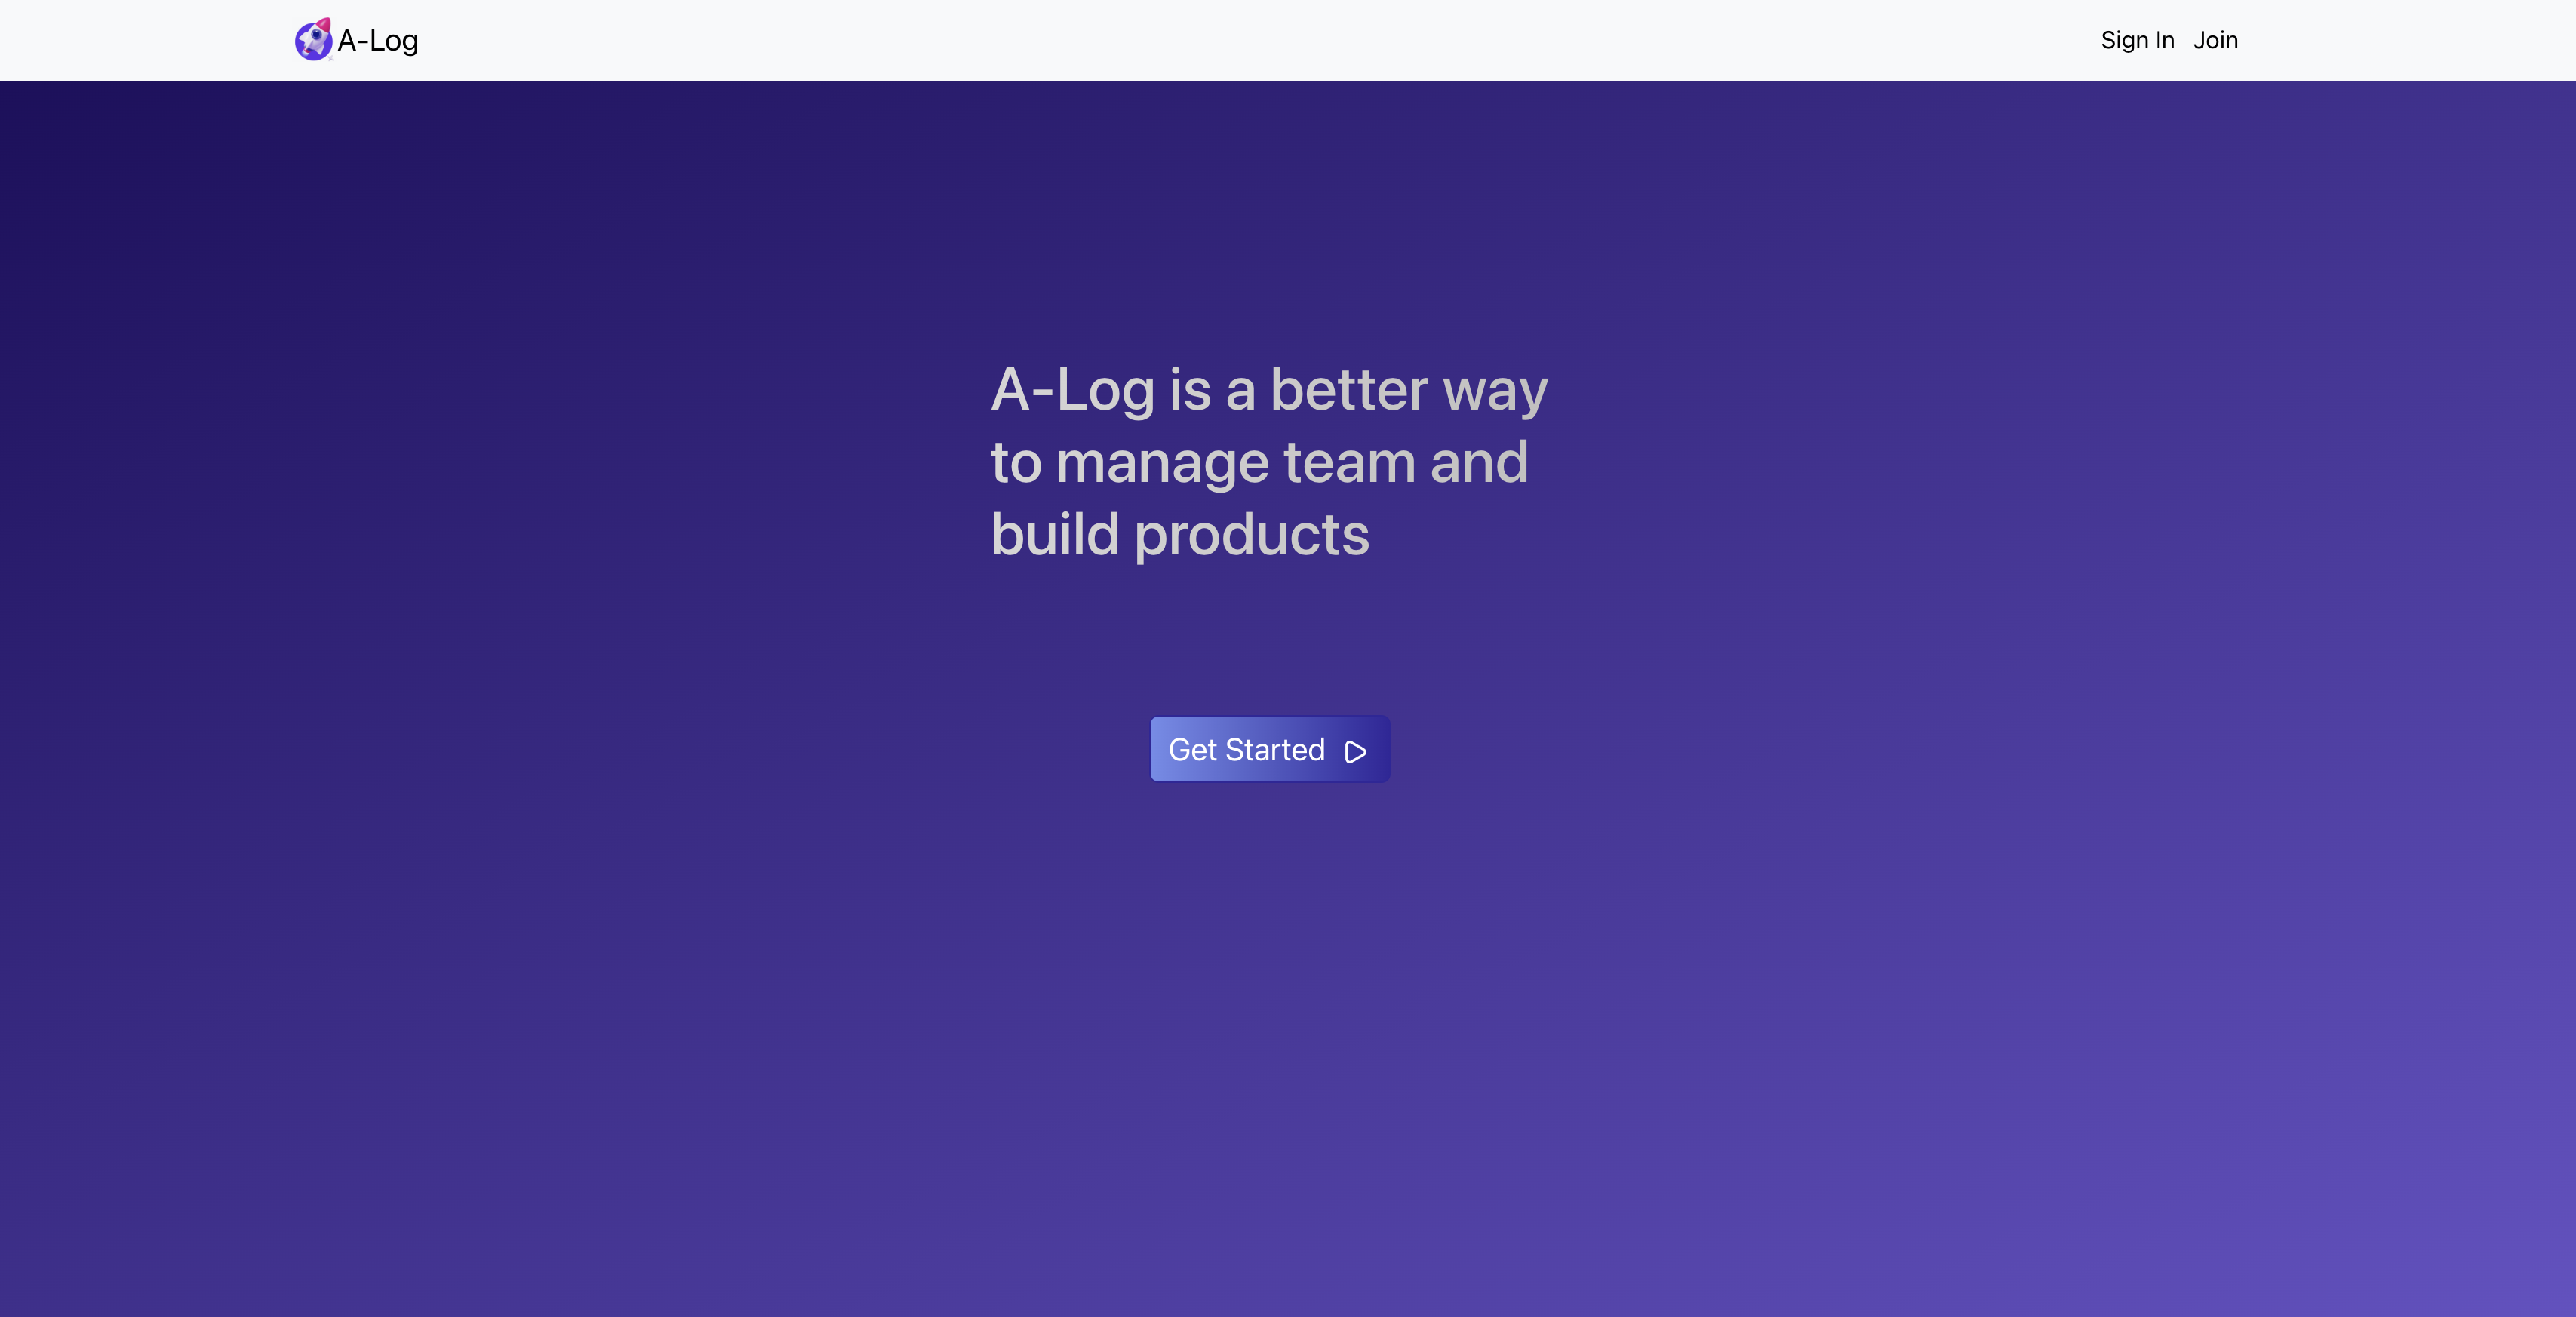 A-Log
Sign In Join
A-Log is a better way
to manage team and
build products
Get Started